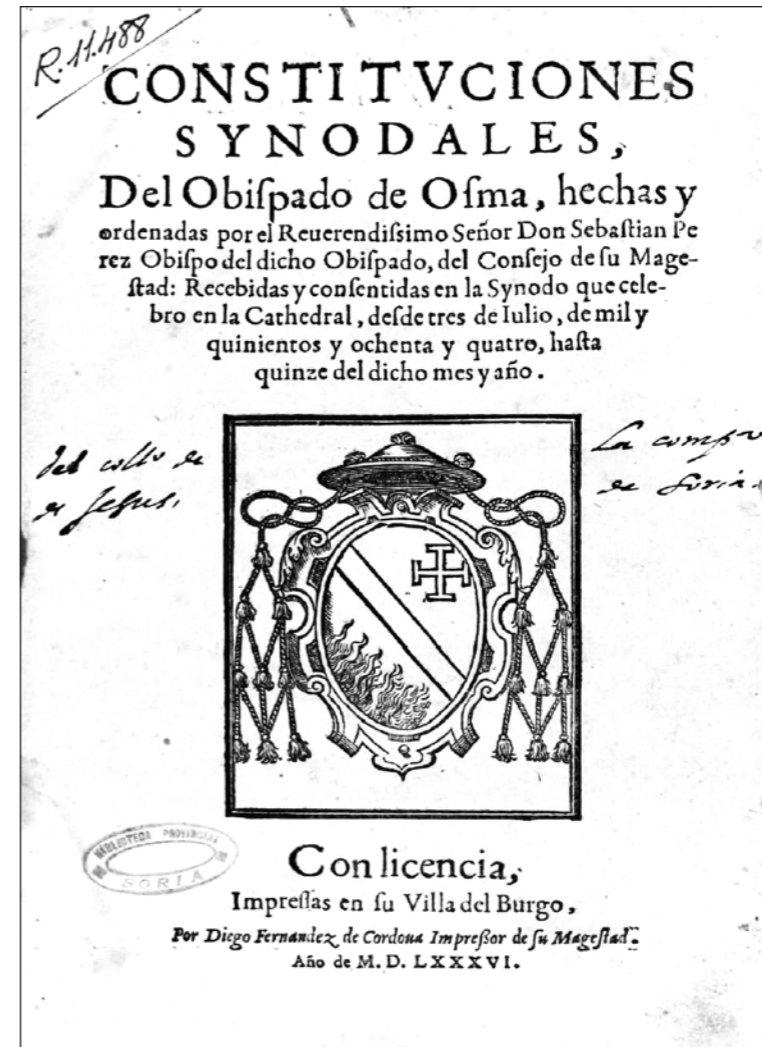 R. 11.488
CONSTITVCIONES
SYNODALES,
Del Obiſpado de Oſma, hechas y
ordenadas por el Reuerendiſsimo Señor Don Sebaſtian Pe
rez Obiſpo del dicho Obiſpado, del Conſejo de ſu Mage-
ſtad: Recebidas y conſentidas en la Synodo que cele-
bro en la Cathedral, deſde tres de Iulio, de mil y
quinientos y ochenta y quatro, haſta
quinze del dicho mes y año.
del collo de
de Jeſus,
La comp
de Soria.
BIBLIOTECA PROVINCIAL
SORIA
Con licencia,
Impreſſas en ſu Villa del Burgo,
Por Diego Fernandez de Cordoua Impreſſor de ſu Mageſtad.
Año de M. D. LXXXVI.